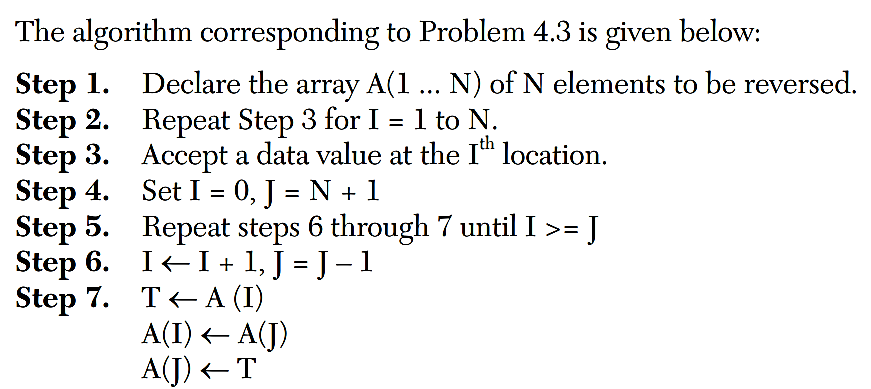 The algorithm corresponding to Problem 4.3 is given below:
Step 1. Declare the array A(1 ... N) of N elements to be reversed.
Step 2. Repeat Step 3 for I = 1 to N.
Step 3. Accept a data value at the Ith location.
Step 4. Set I = 0, J = N + 1
Step 5. Repeat steps 6 through 7 until I >= J
Step 6. I ← I + 1, J = J – 1
Step 7. T ← A (I)
A(I) ← A(J)
A(J) ← T